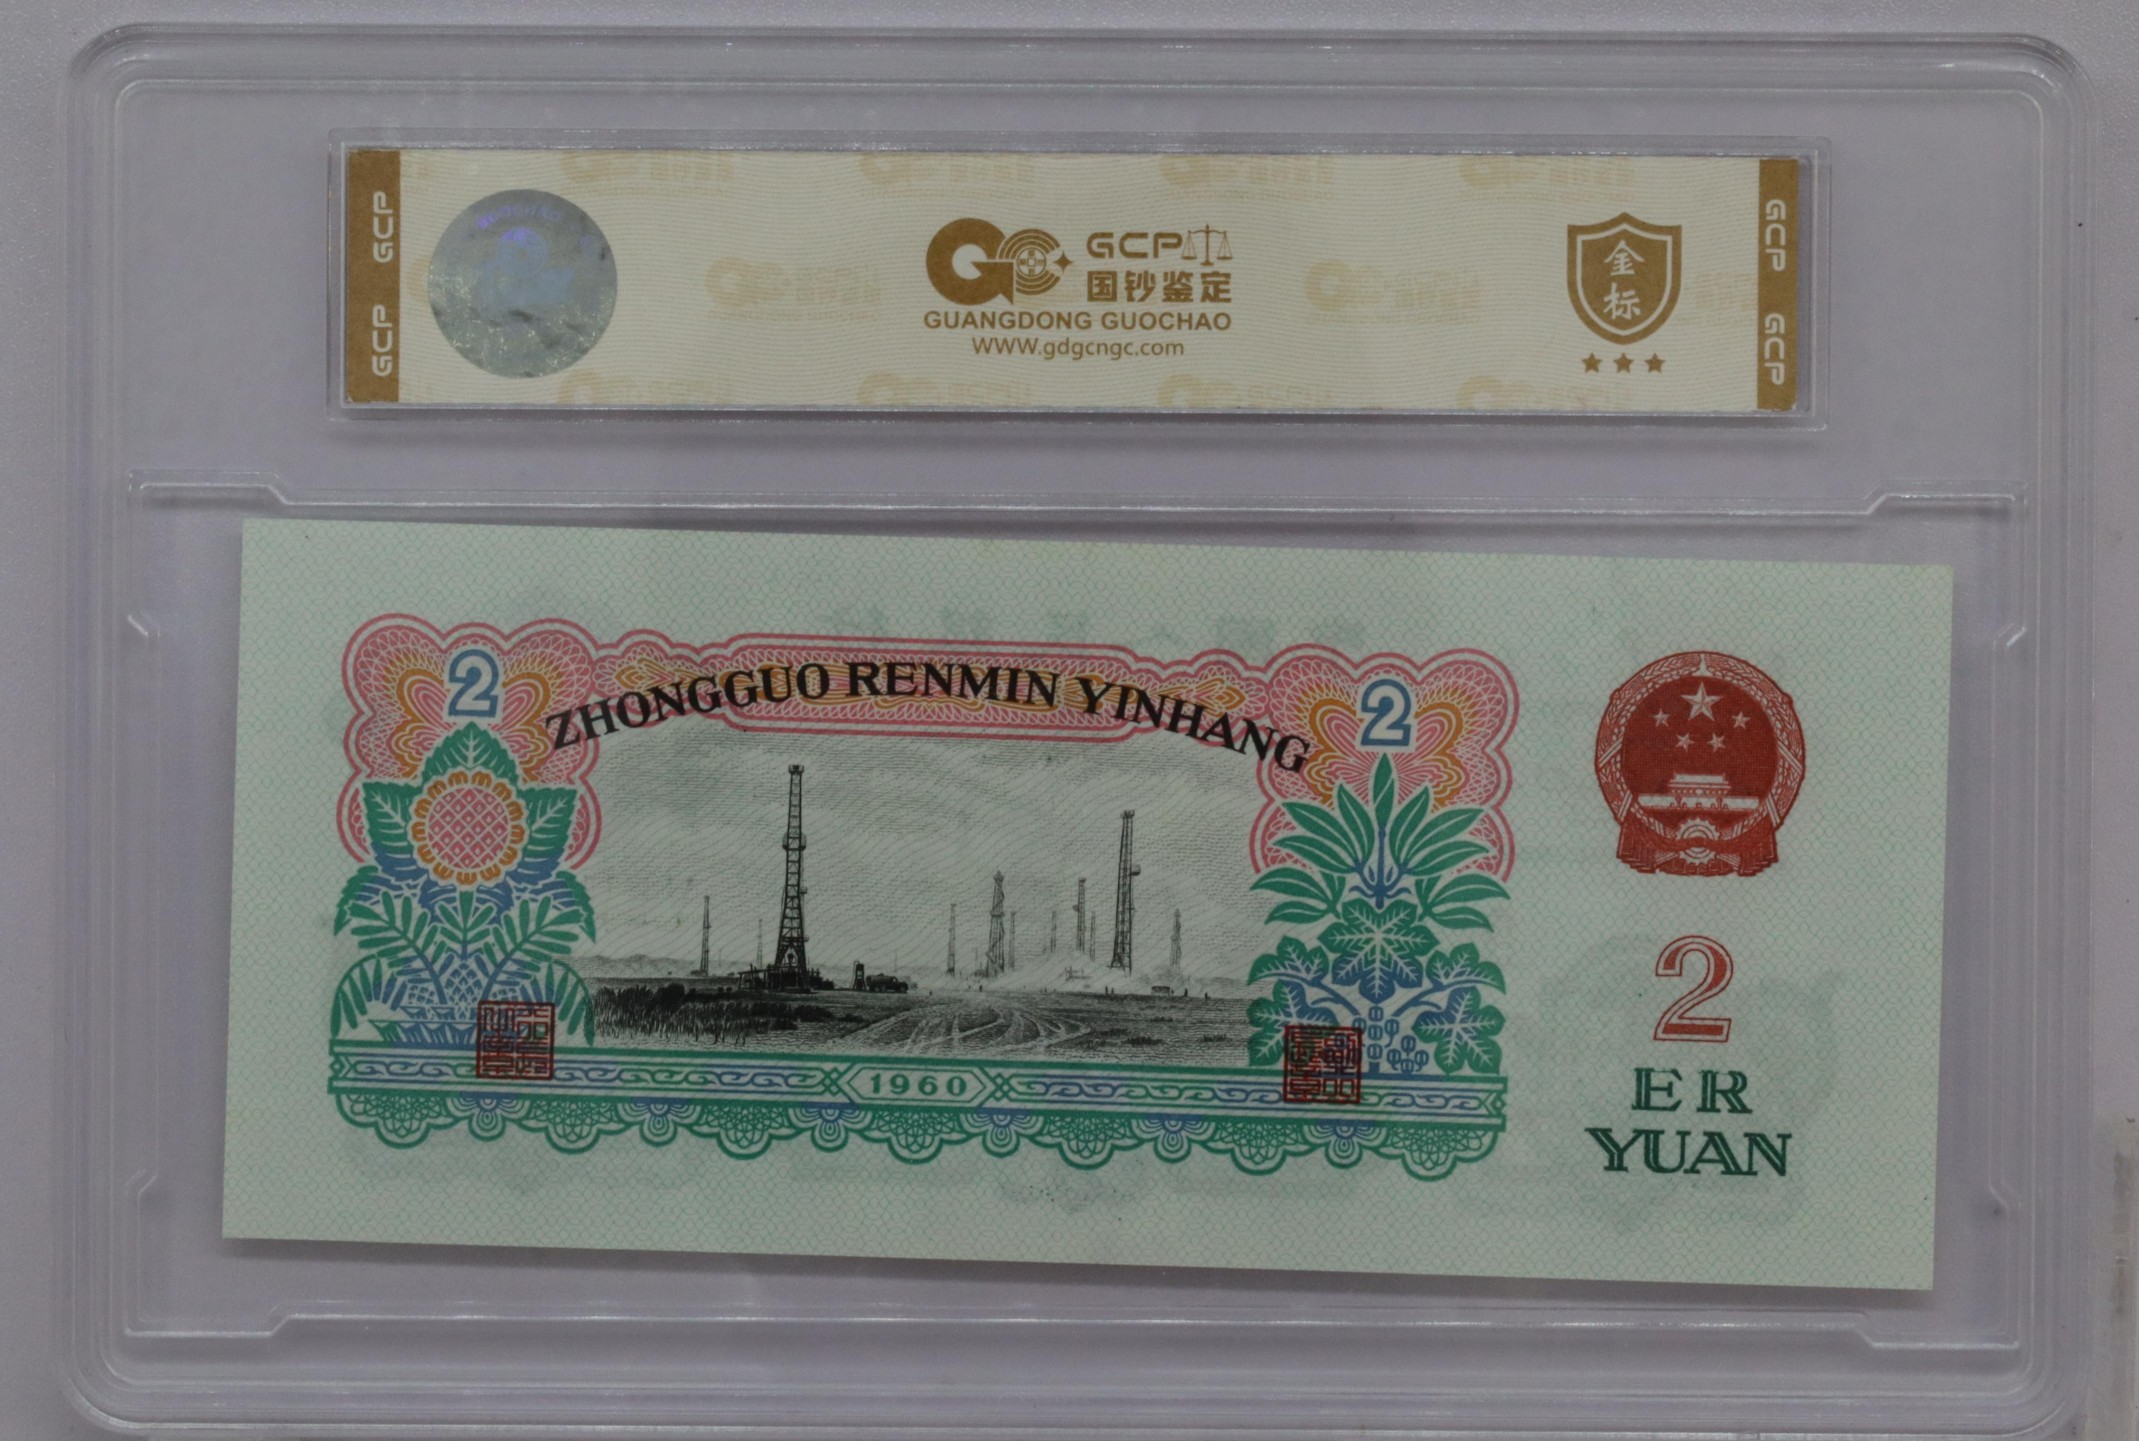 GCP GCP
GCP
国钞鉴定
GUANGDONG GUOCHAO
WWW.gdgcngc.com
金标
GCP GCP
2
ZHONGGUO RENMIN YINHANG
2
1960
2
ER
YUAN